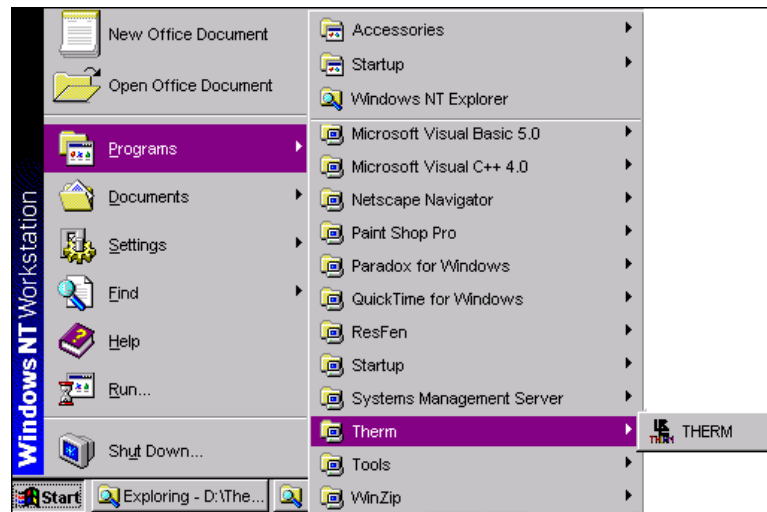 New Office Document
Open Office Document
Programs
Documents
Settings
Find
Help
Run...
Shut Down...
Windows NT Workstation
Start
Exploring - D:\The...
Accessories
Startup
Windows NT Explorer
Microsoft Visual Basic 5.0
Microsoft Visual C++ 4.0
Netscape Navigator
Paint Shop Pro
Paradox for Windows
QuickTime for Windows
ResFen
Startup
Systems Management Server
Therm
Tools
WinZip
THERM